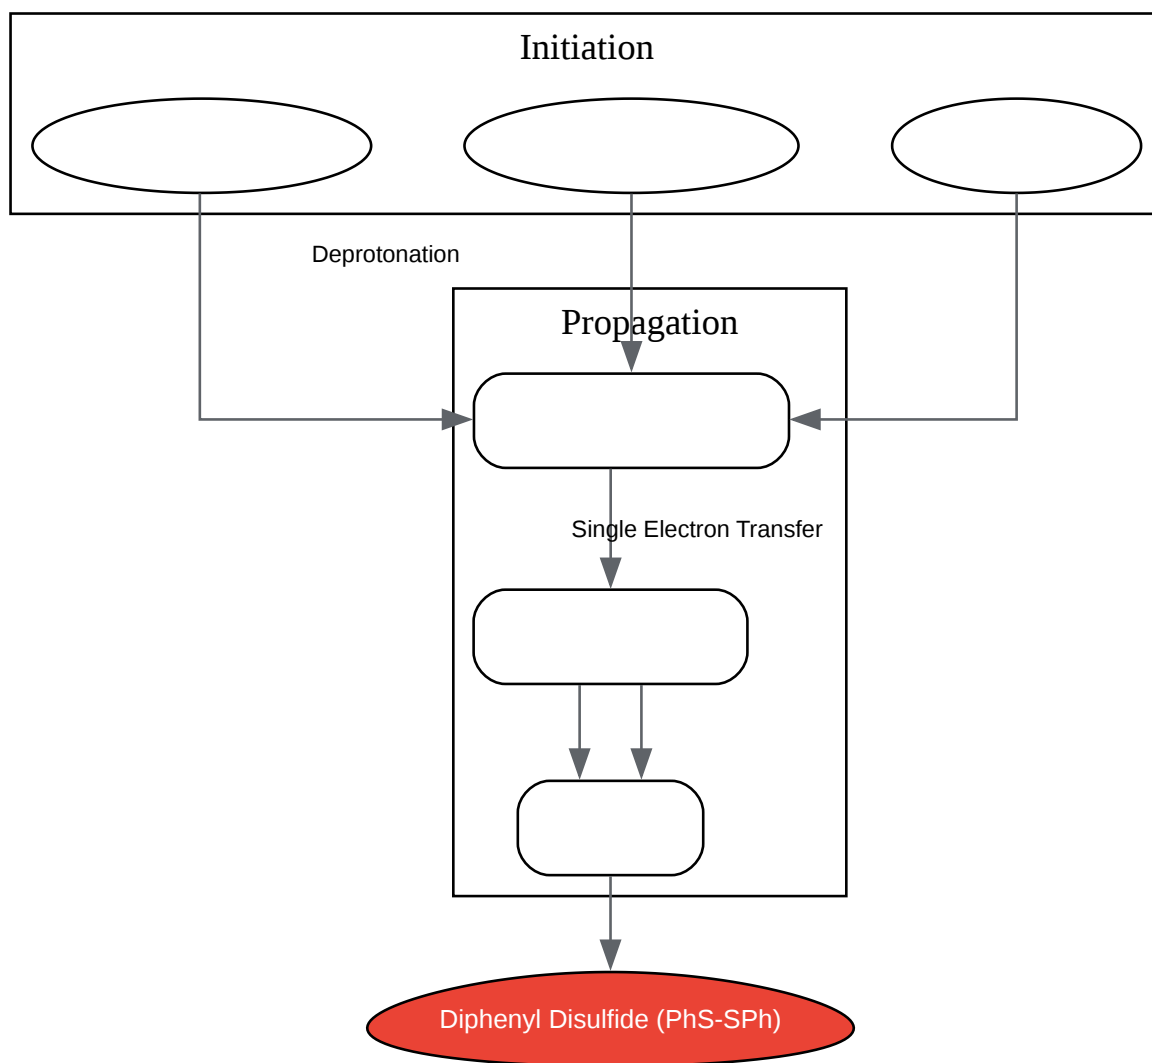 Initiation
Deprotonation
Propagation
Single Electron Transfer
Diphenyl Disulfide (PhS-SPh)